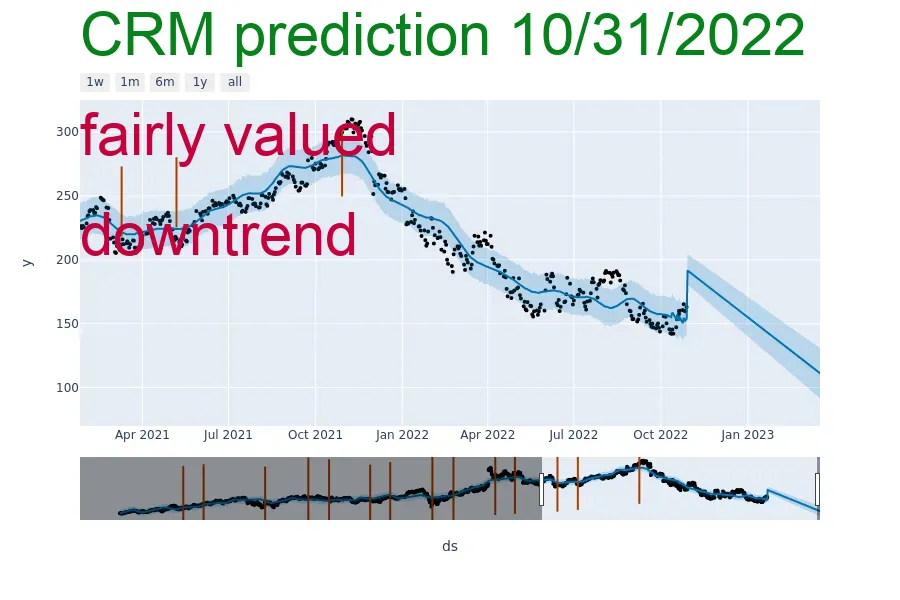 CRM prediction 10/31/2022
1w 1m 6m 1y all
fairly valued
downtrend
300
250
200
150
100
y
Apr 2021 Jul 2021 Oct 2021 Jan 2022 Apr 2022 Jul 2022 Oct 2022 Jan 2023
ds